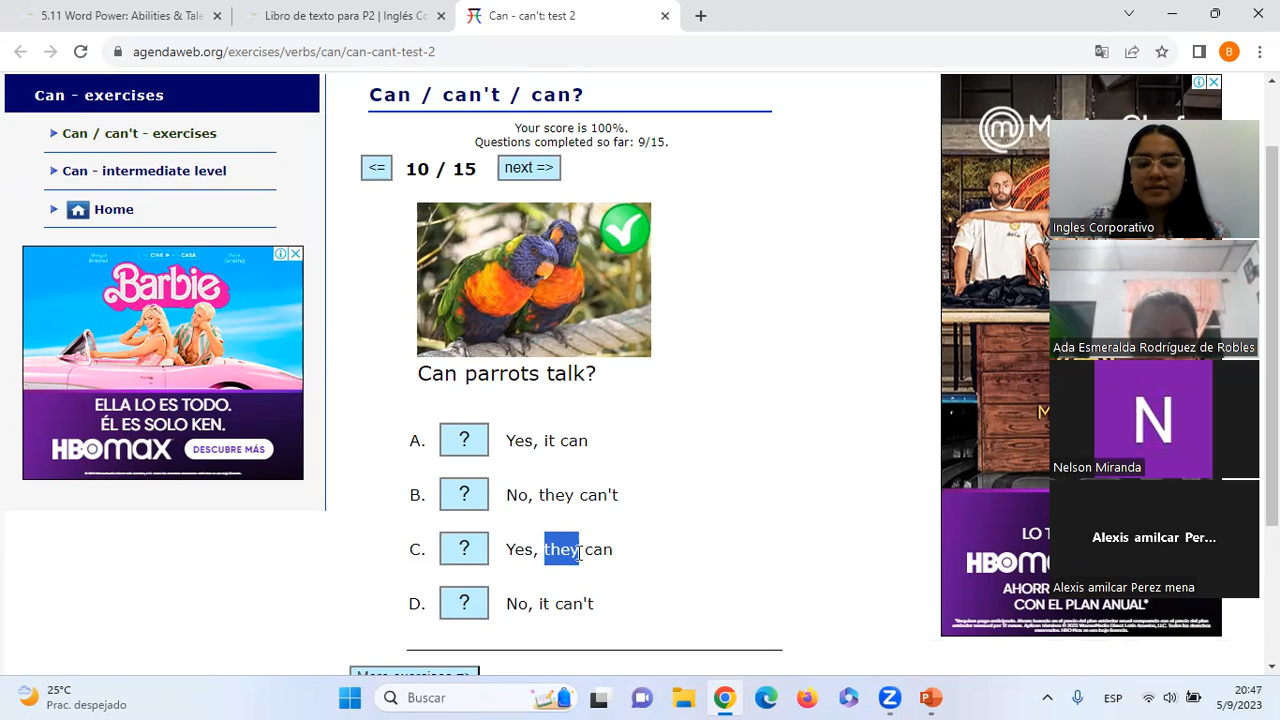 5.11 Word Power: Abilities & Tale
Libro de texto para P2 | Inglés Co
Can - can't: test 2
agendaweb.org/exercises/verbs/can/can-cant-test-2
B
Can - exercises
Can / can't - exercises
Can - intermediate level
Home
Barbie
ELLA LO ES TODO.
ÉL ES SOLO KEN.
HBOMAX
DESCUBRE MÁS
Can / can't / can?
Your score is 100%.
Questions completed so far: 9/15.
<=
10 / 15
next =>
Can parrots talk?
A. ? Yes, it can
B. ? No, they can't
C. ? Yes, they can
D. ? No, it can't
More exercises =>
Ingles Corporativo
Ada Esmeralda Rodríguez de Robles
N
Nelson Miranda
Alexis amilcar Per...
Alexis amilcar Perez mena
LO T
HBOMAX
AHORR
CON EL PLAN ANUAL*
25°C
Prac. despejado
Buscar
ESP
20:47
5/9/2023